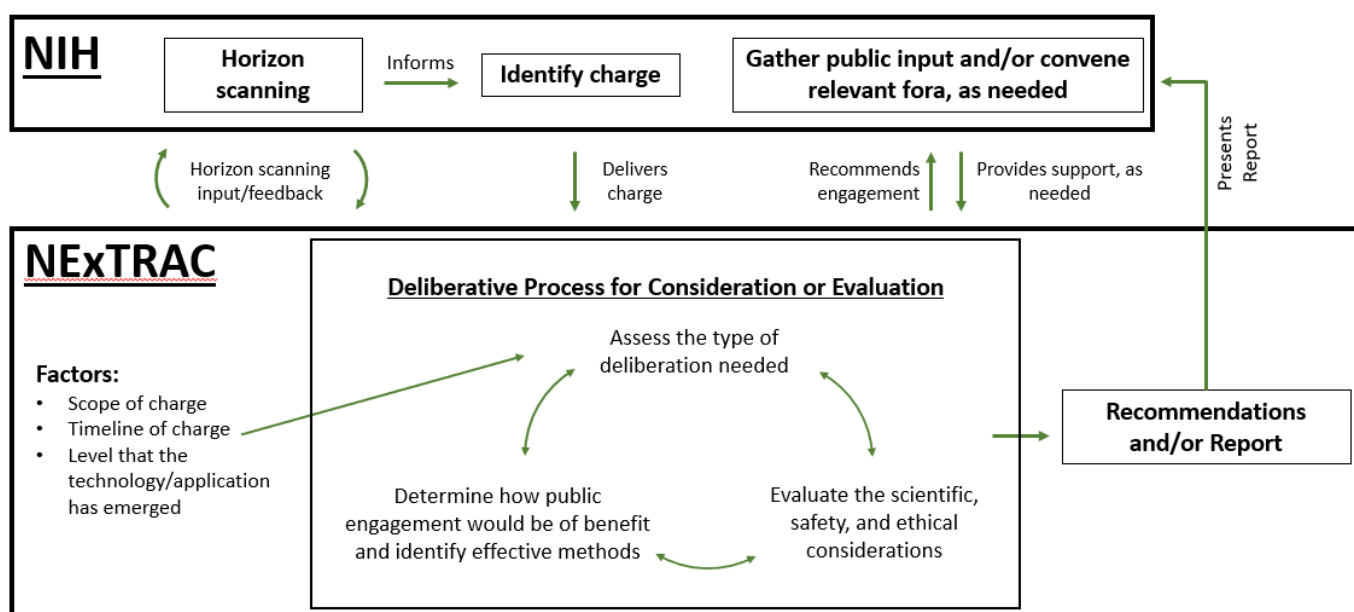 NIH
Horizon
scanning
Informs
Identify charge
Gather public input and/or convene
relevant fora, as needed
Horizon scanning
input/feedback
Delivers
charge
Recommends
engagement
Provides support, as
needed
Presents
Report
NExTRAC
Deliberative Process for Consideration or Evaluation
Assess the type of
deliberation needed
Factors:
• Scope of charge
• Timeline of charge
• Level that the
technology/application
has emerged
Determine how public
engagement would be of benefit
and identify effective methods
Evaluate the scientific,
safety, and ethical
considerations
Recommendations
and/or Report